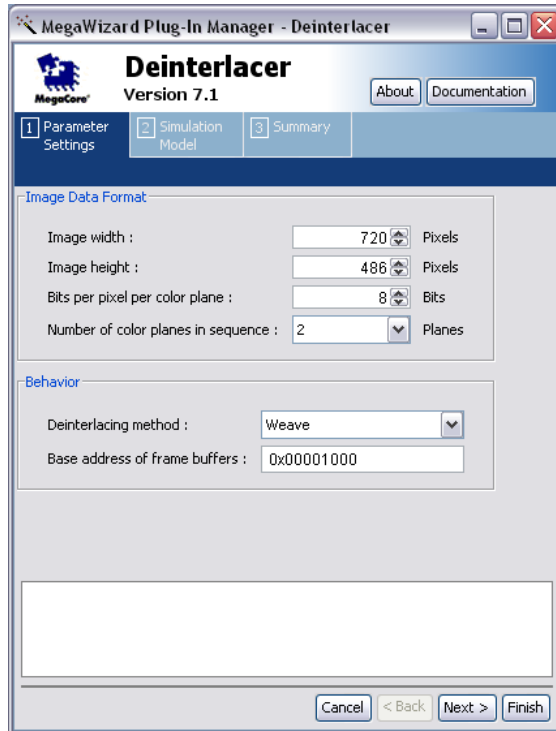 MegaWizard Plug-In Manager - Deinterlacer
MegaCore®
Deinterlacer
Version 7.1
About
Documentation
1 Parameter Settings
2 Simulation Model
3 Summary
Image Data Format
Image width : 720 Pixels
Image height : 486 Pixels
Bits per pixel per color plane : 8 Bits
Number of color planes in sequence : 2 Planes
Behavior
Deinterlacing method : Weave
Base address of frame buffers : 0x00001000
Cancel < Back Next > Finish